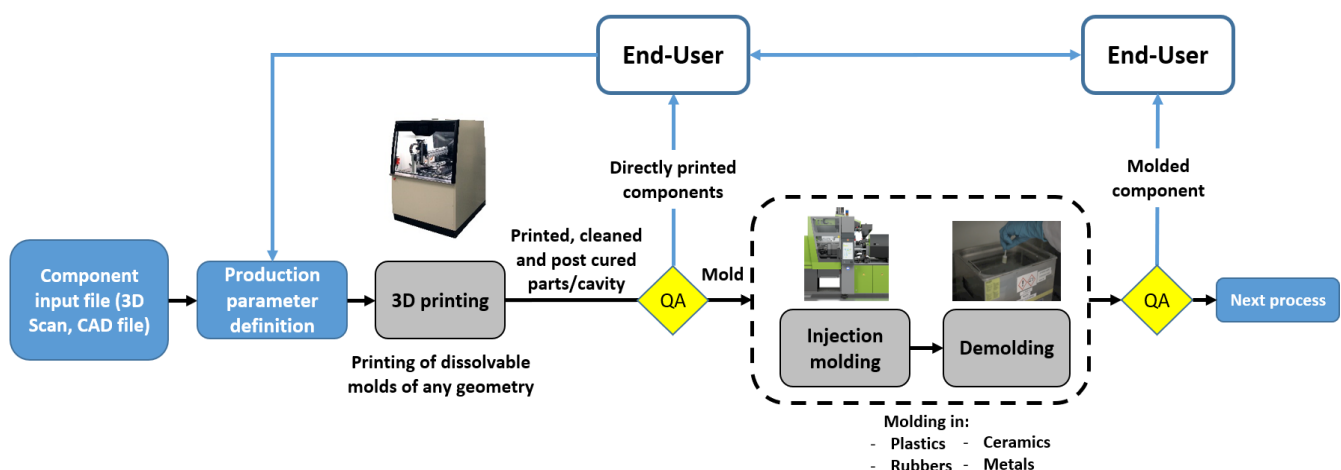 End-User
End-User
Directly printed
components
Molded
component
Printed, cleaned
and post cured
parts/cavity
Component
input file (3D
Scan, CAD file)
Production
parameter
definition
3D printing
QA
Mold
Injection
molding
Demolding
QA
Next process
Printing of dissolvable
molds of any geometry
Molding in:
- Plastics - Ceramics
- Rubbers - Metals